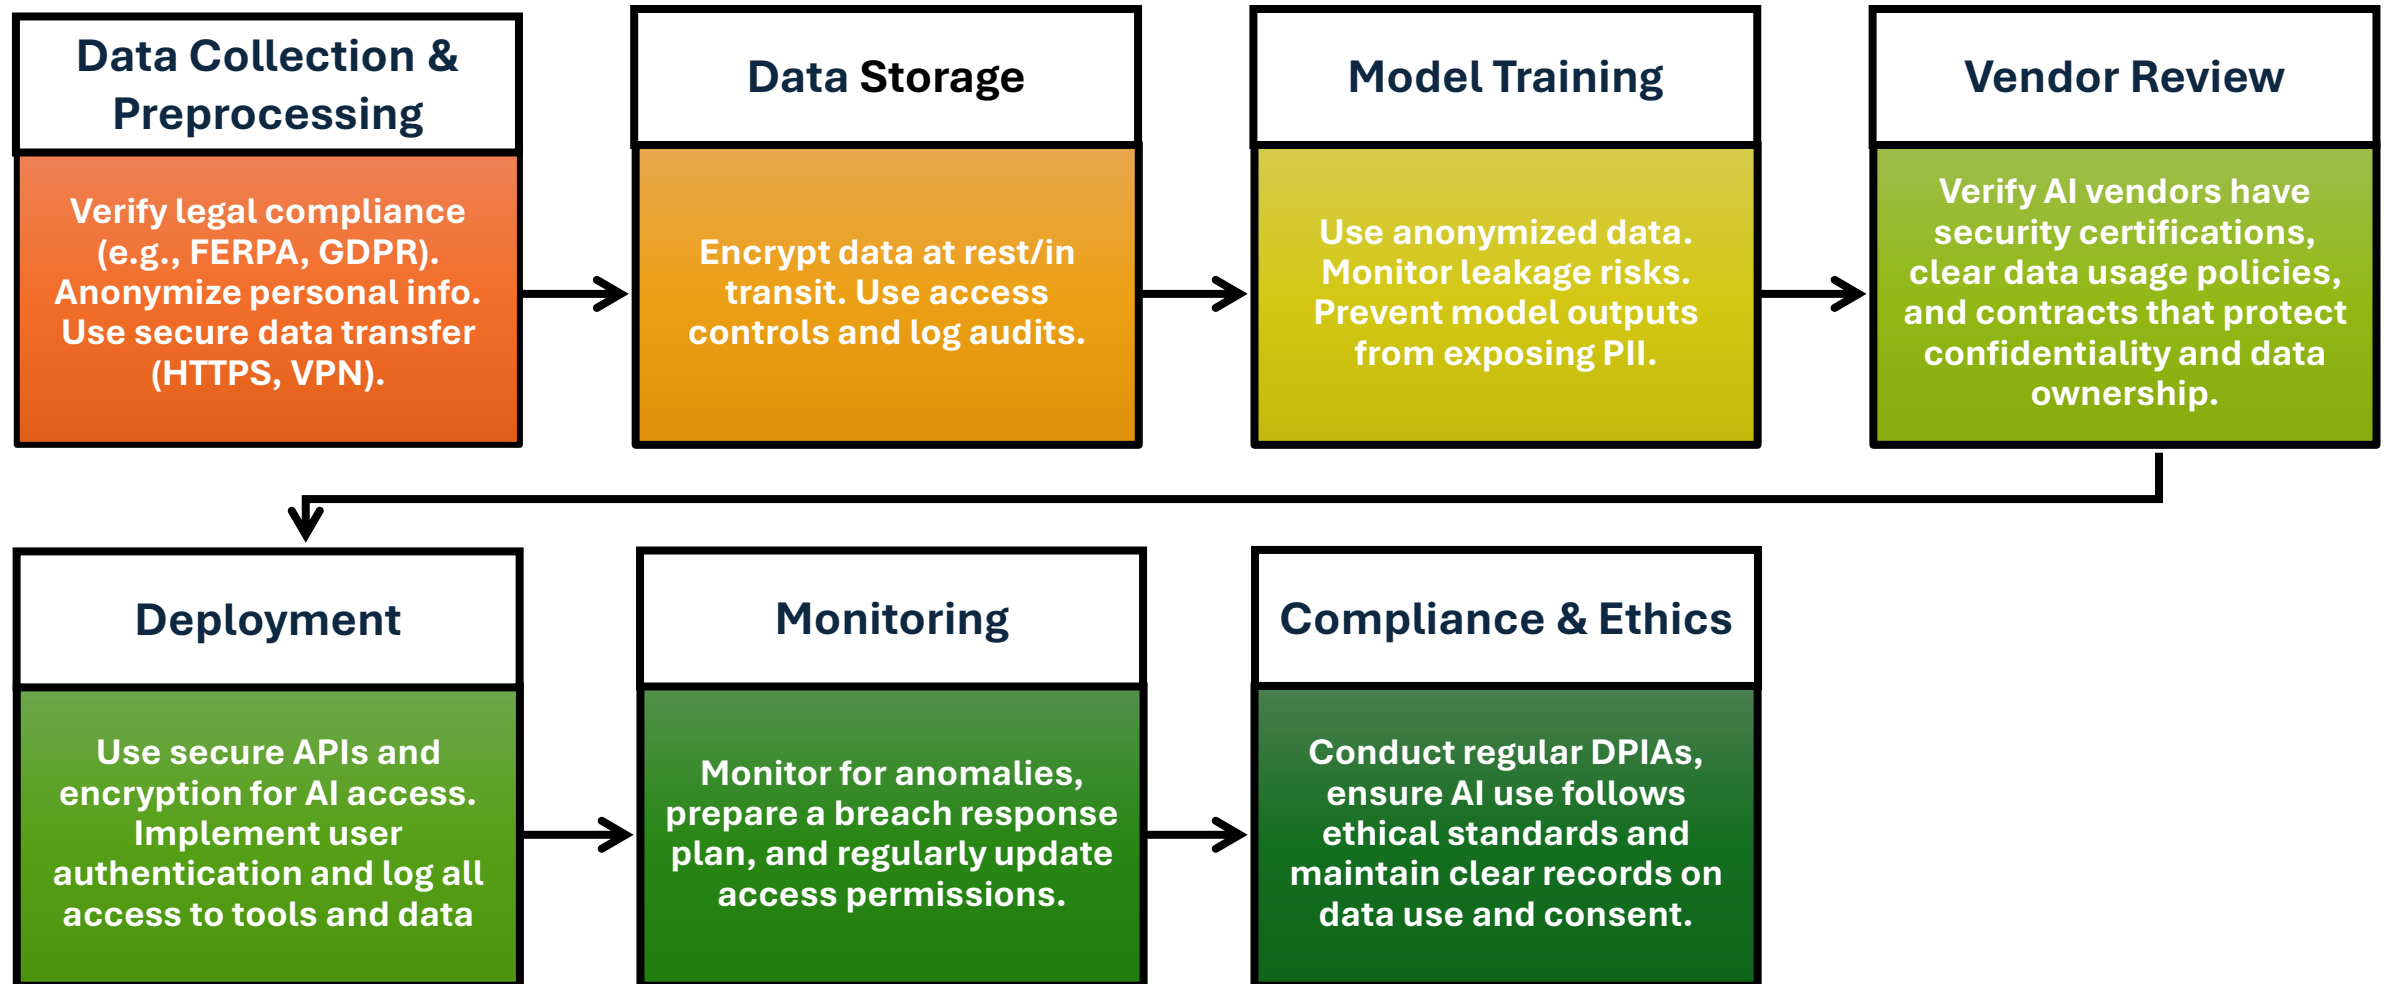 Data Collection &
Preprocessing
Verify legal compliance
(e.g., FERPA, GDPR).
Anonymize personal info.
Use secure data transfer
(HTTPS, VPN).
Data Storage
Encrypt data at rest/in
transit. Use access
controls and log audits.
Model Training
Use anonymized data.
Monitor leakage risks.
Prevent model outputs
from exposing PII.
Vendor Review
Verify AI vendors have
security certifications,
clear data usage policies,
and contracts that protect
confidentiality and data
ownership.
Deployment
Use secure APIs and
encryption for AI access.
Implement user
authentication and log all
access to tools and data
Monitoring
Monitor for anomalies,
prepare a breach response
plan, and regularly update
access permissions.
Compliance & Ethics
Conduct regular DPIAs,
ensure AI use follows
ethical standards and
maintain clear records on
data use and consent.